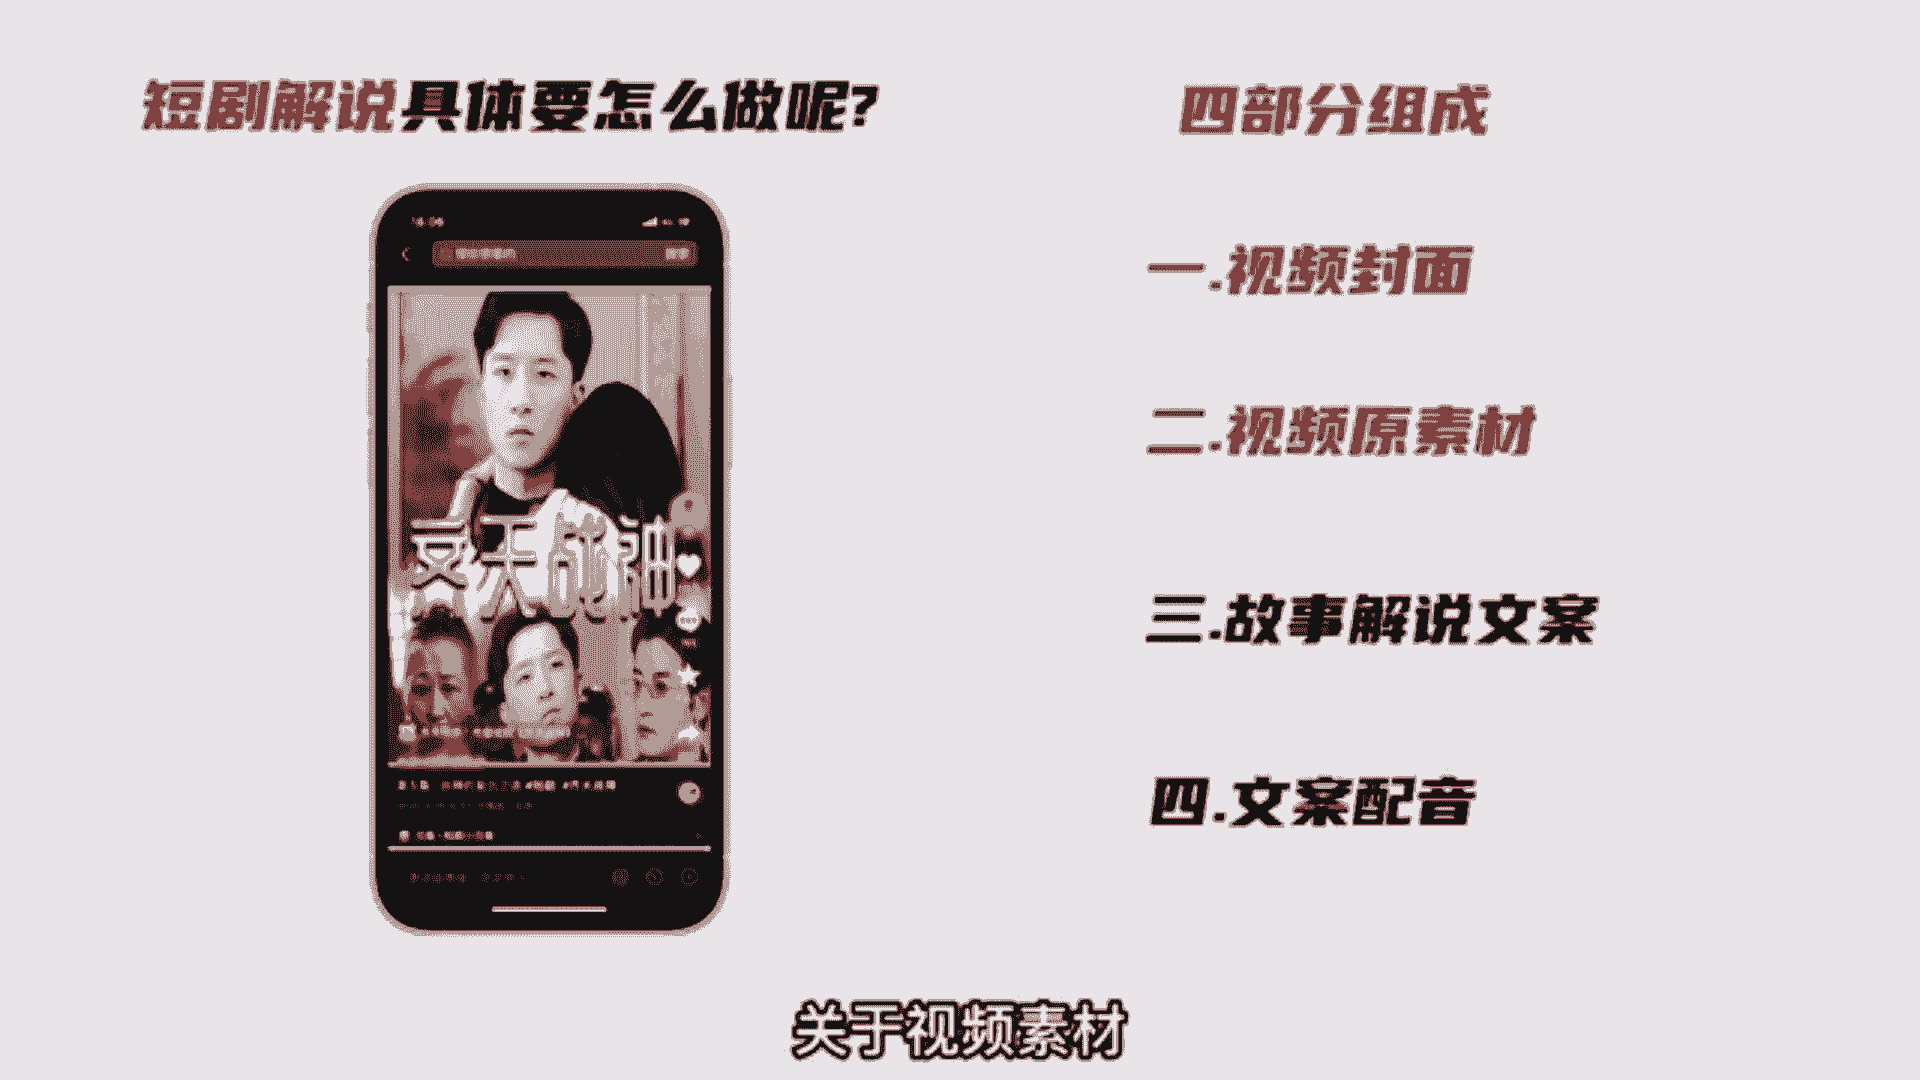 短剧解说具体要怎么做呢?
四部分组成
一.视频封面
二.视频原素材
三.故事解说文案
四.文案配音
关于视频素材